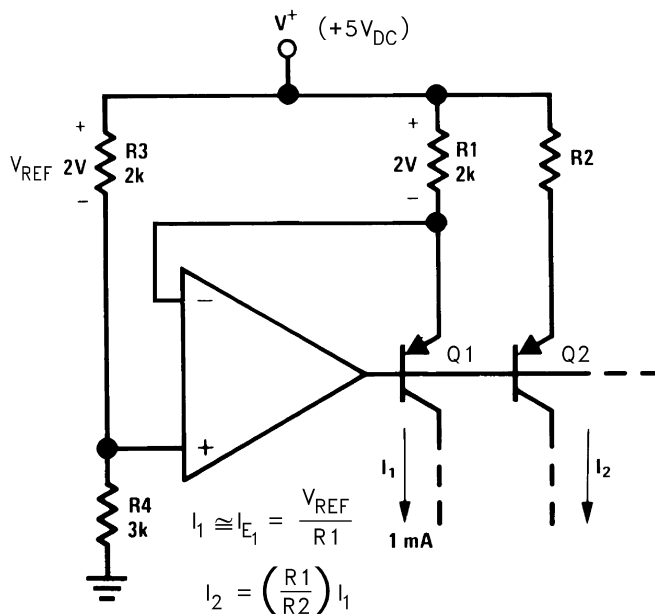 V+ (+5VDC)
+
VREF 2V
R3
2k
-
+
2V
R1
2k
-
R2
-
+
Q1
Q2
R4
3k
I1
1 mA
I2
I1 ≅ IE1 = VREF / R1
I2 = (R1 / R2) I1